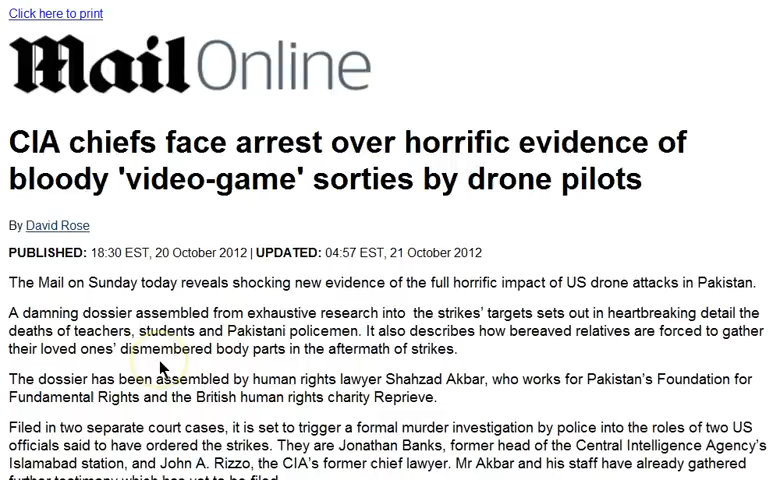 Click here to print
Mail Online
CIA chiefs face arrest over horrific evidence of
bloody 'video-game' sorties by drone pilots
By David Rose
PUBLISHED: 18:30 EST, 20 October 2012 | UPDATED: 04:57 EST, 21 October 2012
The Mail on Sunday today reveals shocking new evidence of the full horrific impact of US drone attacks in Pakistan.
A damning dossier assembled from exhaustive research into the strikes’ targets sets out in heartbreaking detail the
deaths of teachers, students and Pakistani policemen. It also describes how bereaved relatives are forced to gather
their loved ones’ dismembered body parts in the aftermath of strikes.
The dossier has been assembled by human rights lawyer Shahzad Akbar, who works for Pakistan’s Foundation for
Fundamental Rights and the British human rights charity Reprieve.
Filed in two separate court cases, it is set to trigger a formal murder investigation by police into the roles of two US
officials said to have ordered the strikes. They are Jonathan Banks, former head of the Central Intelligence Agency’s
Islamabad station, and John A. Rizzo, the CIA’s former chief lawyer. Mr Akbar and his staff have already gathered
further testimony which has yet to be filed.